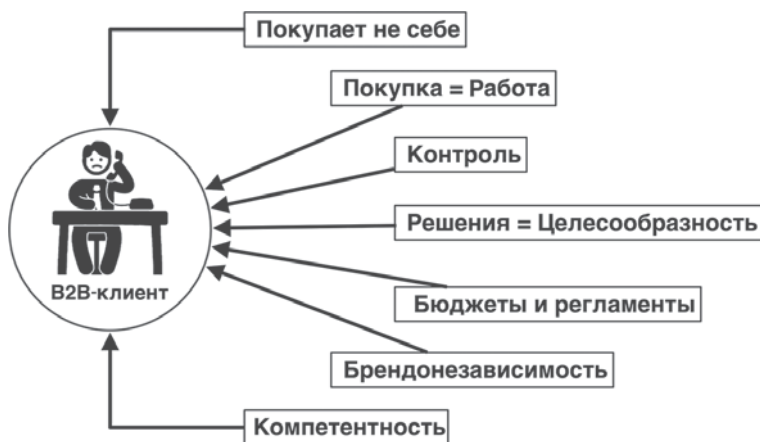 Покупает не себе
Покупка = Работа
Контроль
Решения = Целесообразность
B2B-клиент
Бюджеты и регламенты
Брендонезависимость
Компетентность